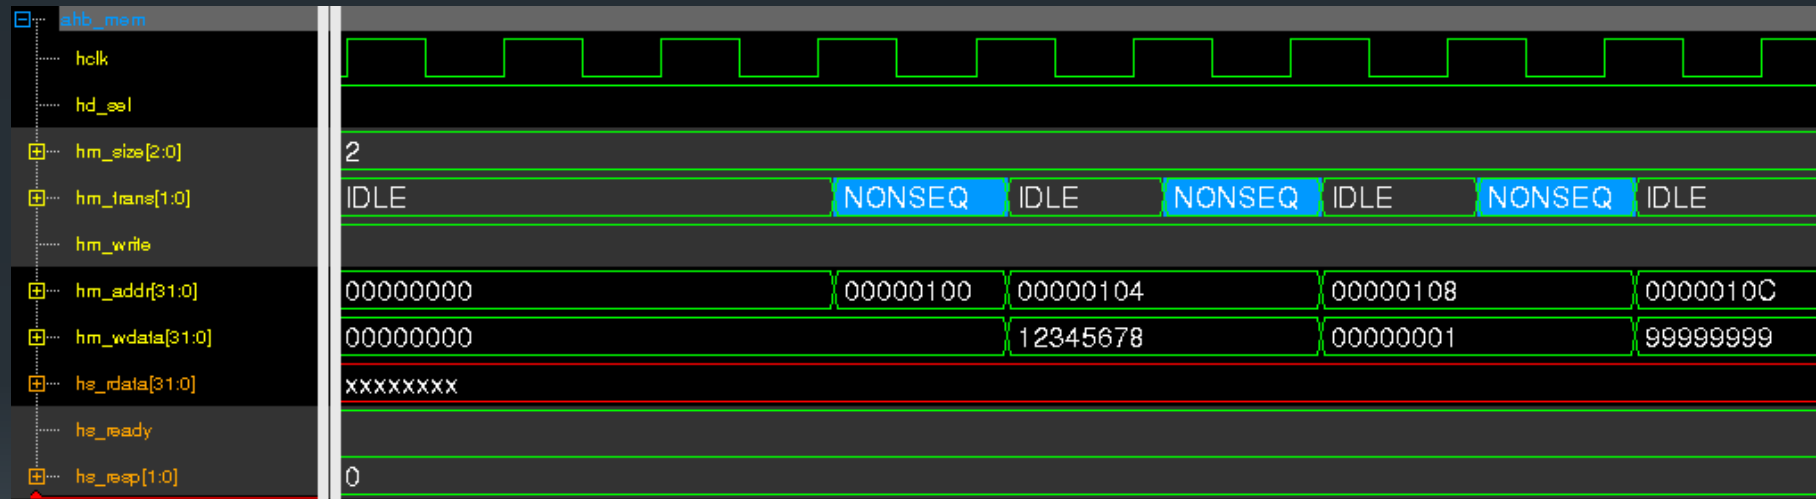 ahb_mem
hclk
hd_sel
hm_size[2:0] 2
hm_trans[1:0] IDLE NONSEQ IDLE NONSEQ IDLE NONSEQ IDLE
hm_write
hm_addr[31:0] 00000000 00000100 00000104 00000108 0000010C
hm_wdata[31:0] 00000000 12345678 00000001 99999999
hs_rdata[31:0] xxxxxxxx
hs_ready
hs_resp[1:0] 0